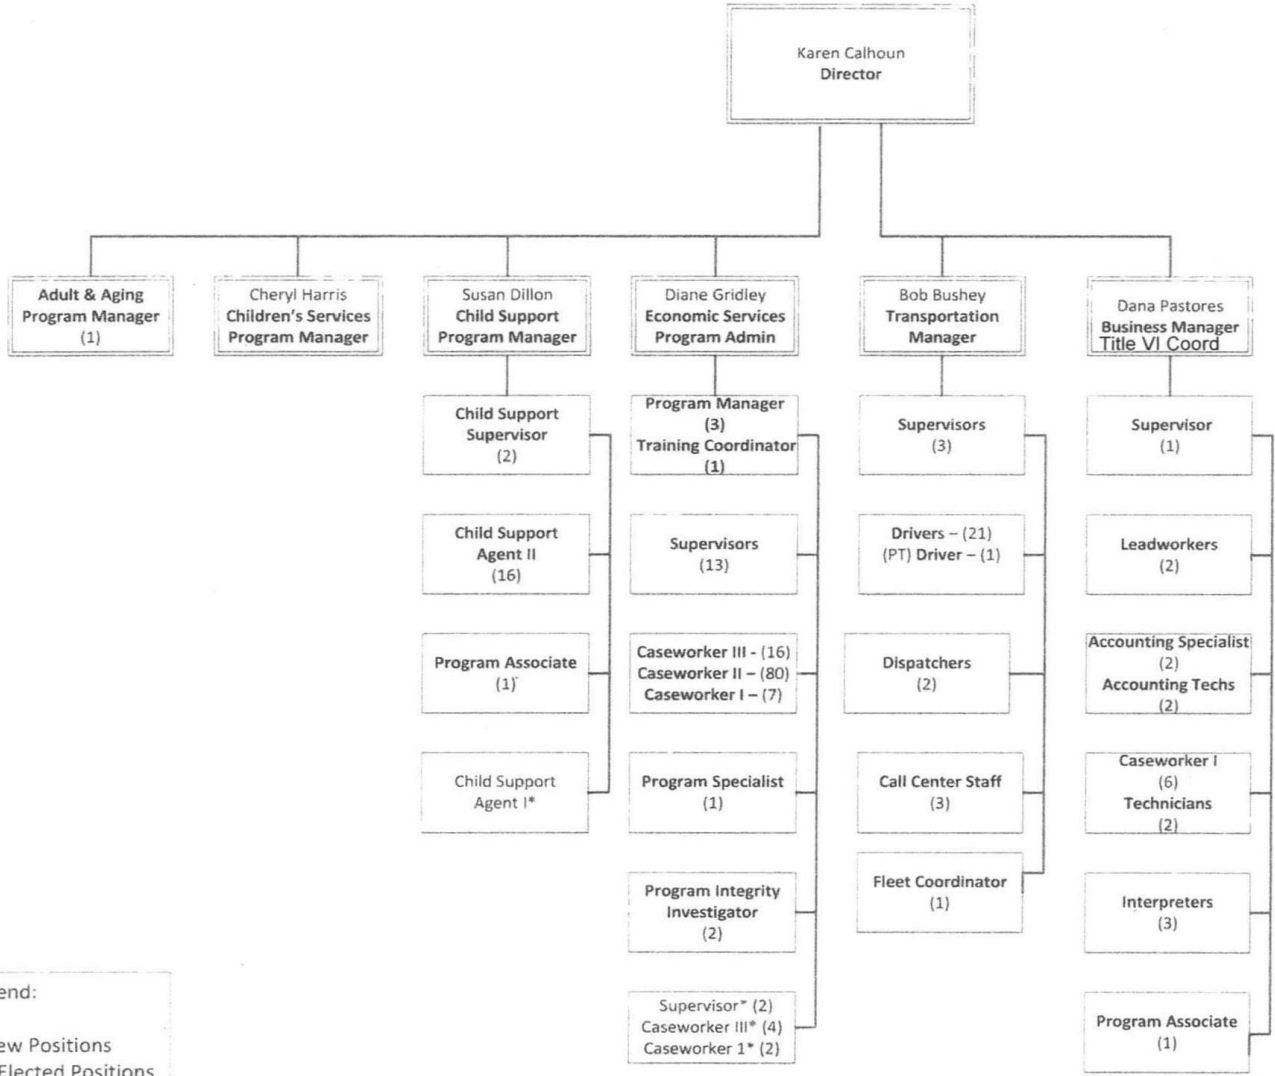 Karen Calhoun
Director
Adult & Aging
Program Manager
(1)
Cheryl Harris
Children's Services
Program Manager
Susan Dillon
Child Support
Program Manager
Diane Gridley
Economic Services
Program Admin
Bob Bushey
Transportation
Manager
Dana Pastores
Business Manager
Title VI Coord
Child Support
Supervisor
(2)
Child Support
Agent II
(16)
Program Associate
(1)
Child Support
Agent I*
Program Manager
(3)
Training Coordinator
(1)
Supervisors
(13)
Caseworker III - (16)
Caseworker II – (80)
Caseworker I – (7)
Program Specialist
(1)
Program Integrity
Investigator
(2)
Supervisor* (2)
Caseworker III* (4)
Caseworker 1* (2)
Supervisors
(3)
Drivers – (21)
(PT) Driver – (1)
Dispatchers
(2)
Call Center Staff
(3)
Fleet Coordinator
(1)
Supervisor
(1)
Leadworkers
(2)
Accounting Specialist
(2)
Accounting Techs
(2)
Caseworker I
(6)
Technicians
(2)
Interpreters
(3)
Program Associate
(1)
end:
ew Positions
Elected Positions